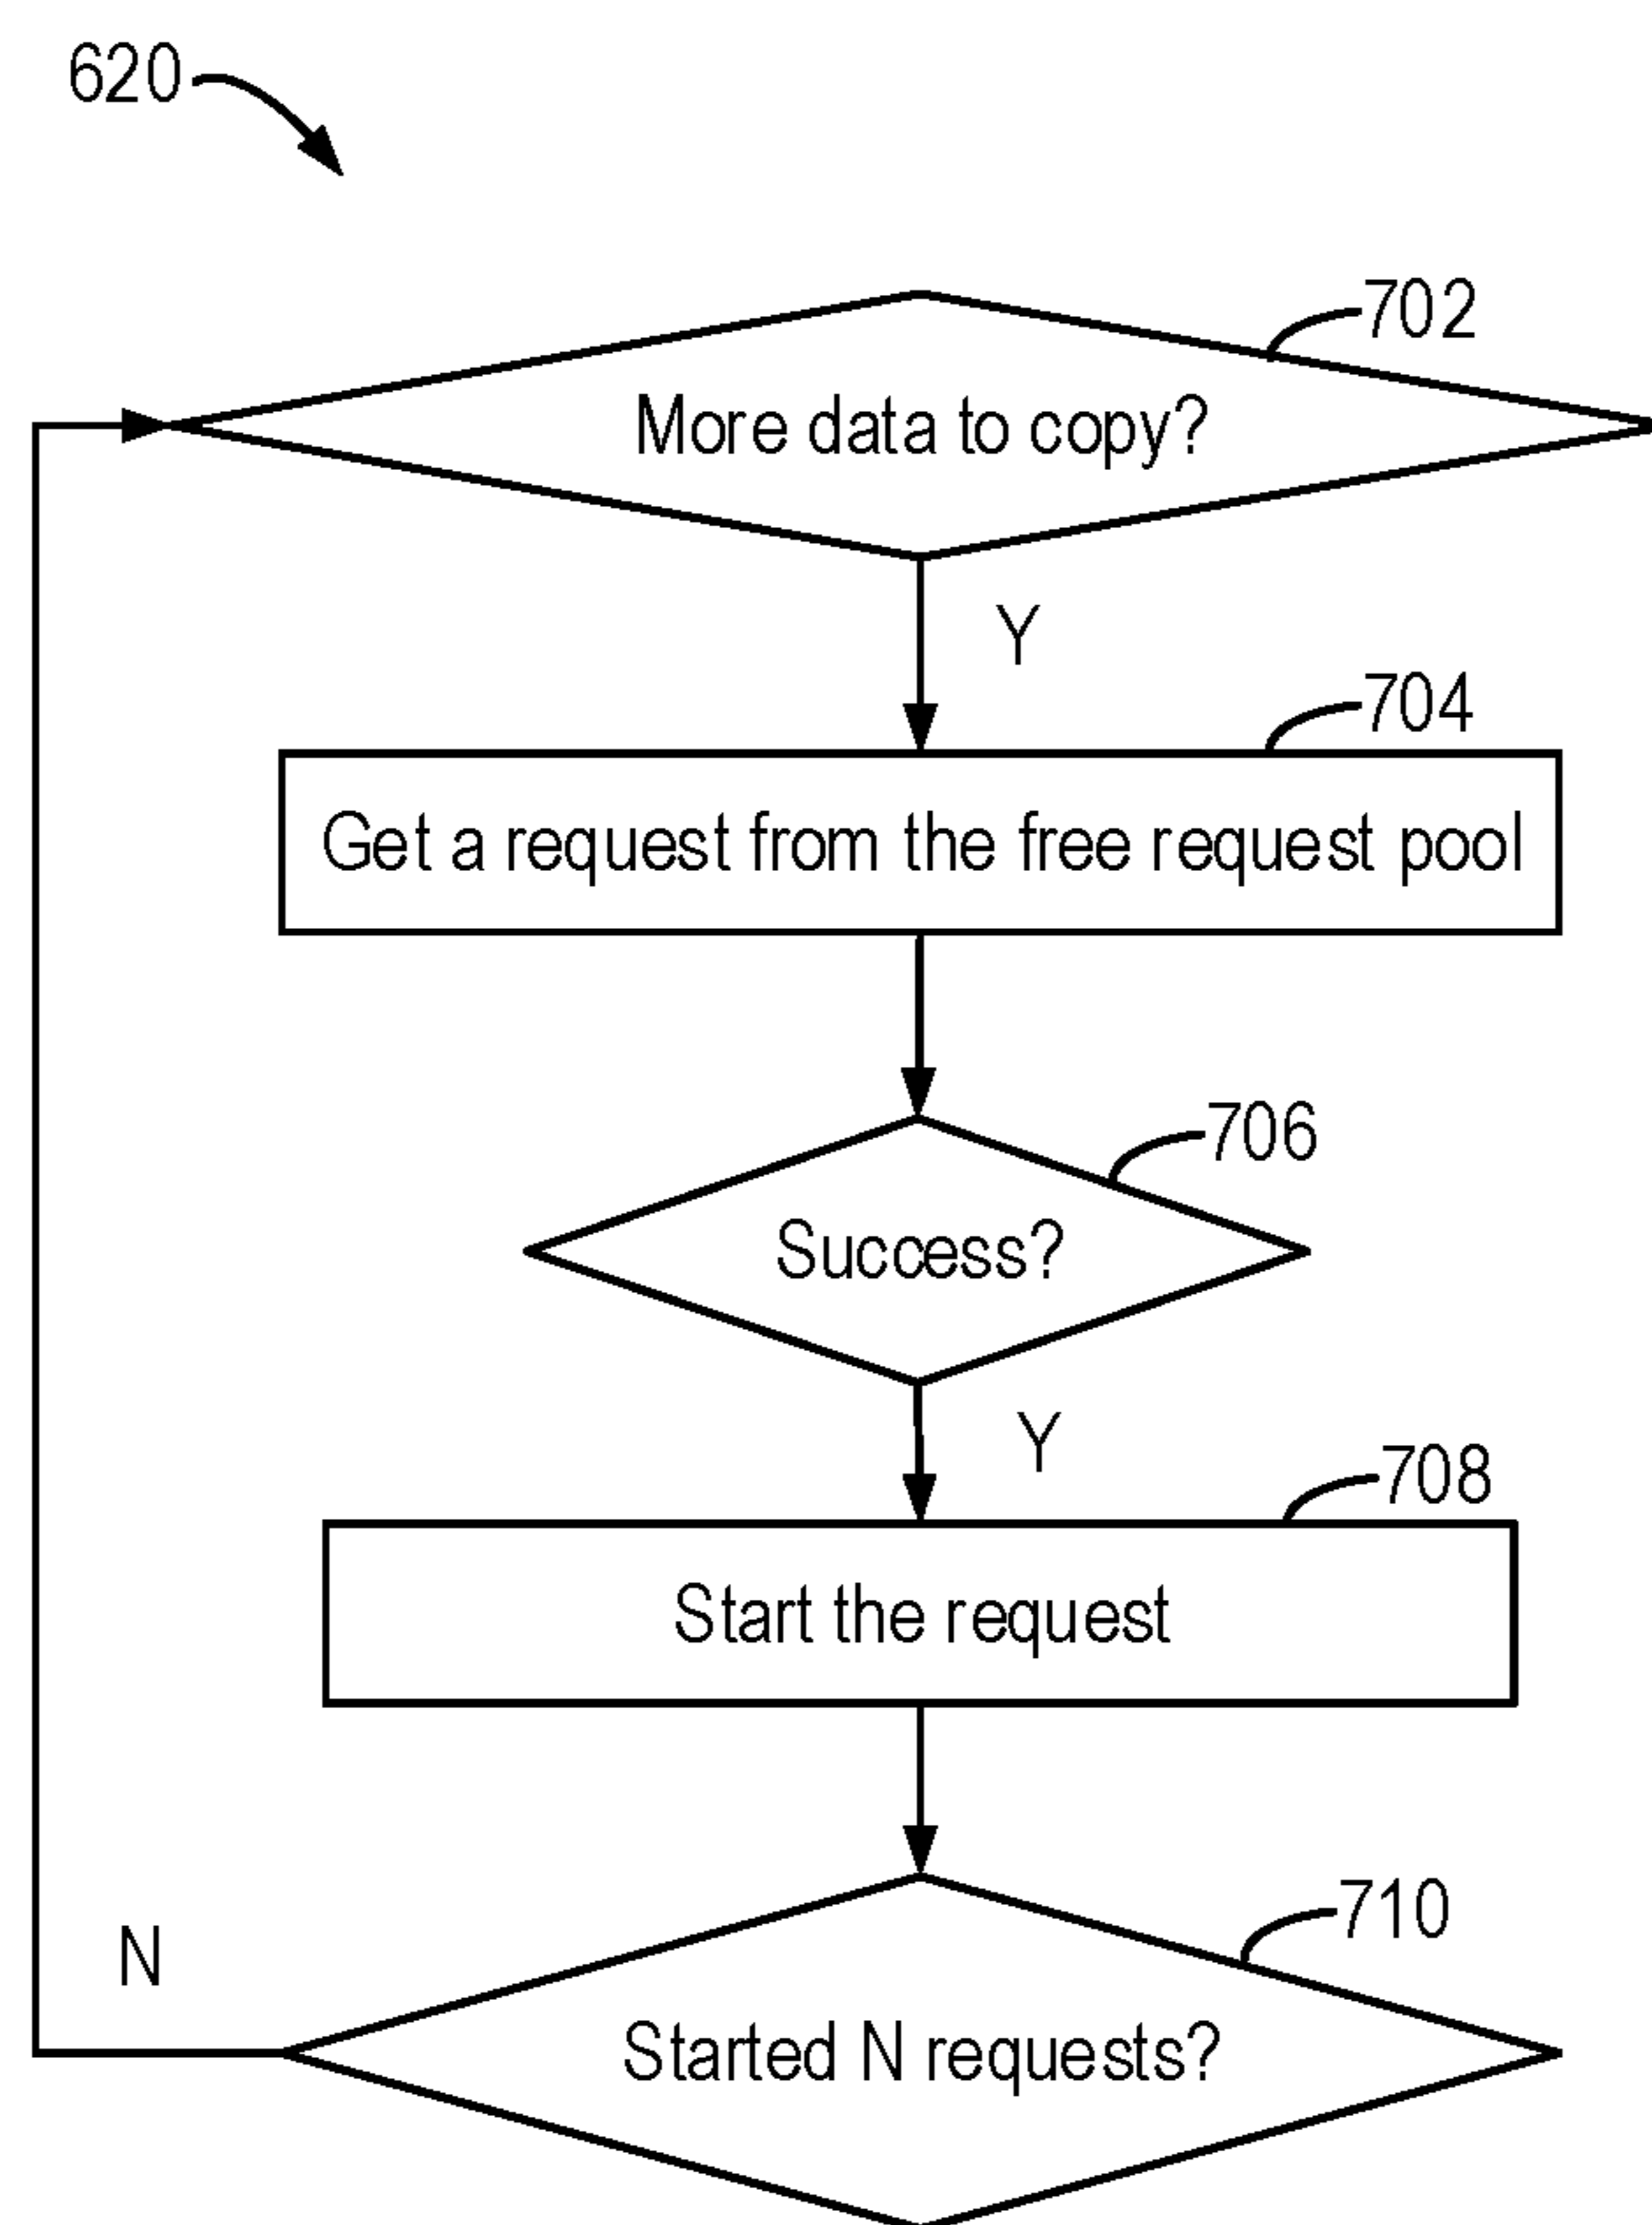 620
702
More data to copy?
Y
704
Get a request from the free request pool
706
Success?
Y
708
Start the request
710
N
Started N requests?